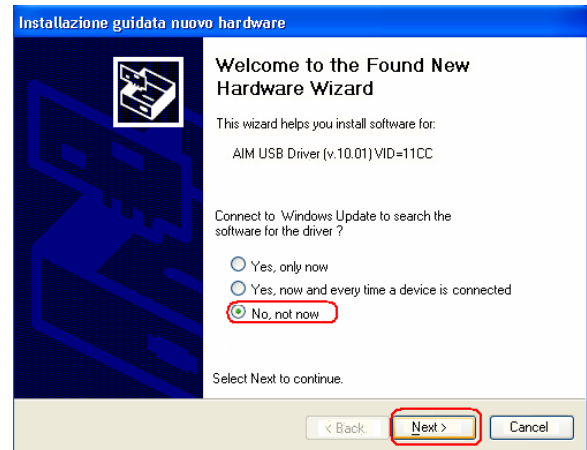 Installazione guidata nuovo hardware
Welcome to the Found New
Hardware Wizard
This wizard helps you install software for:
AIM USB Driver (v.10.01) VID=11CC
Connect to Windows Update to search the
software for the driver ?
Yes, only now
Yes, now and every time a device is connected
No, not now
Select Next to continue.
< Back
Next >
Cancel